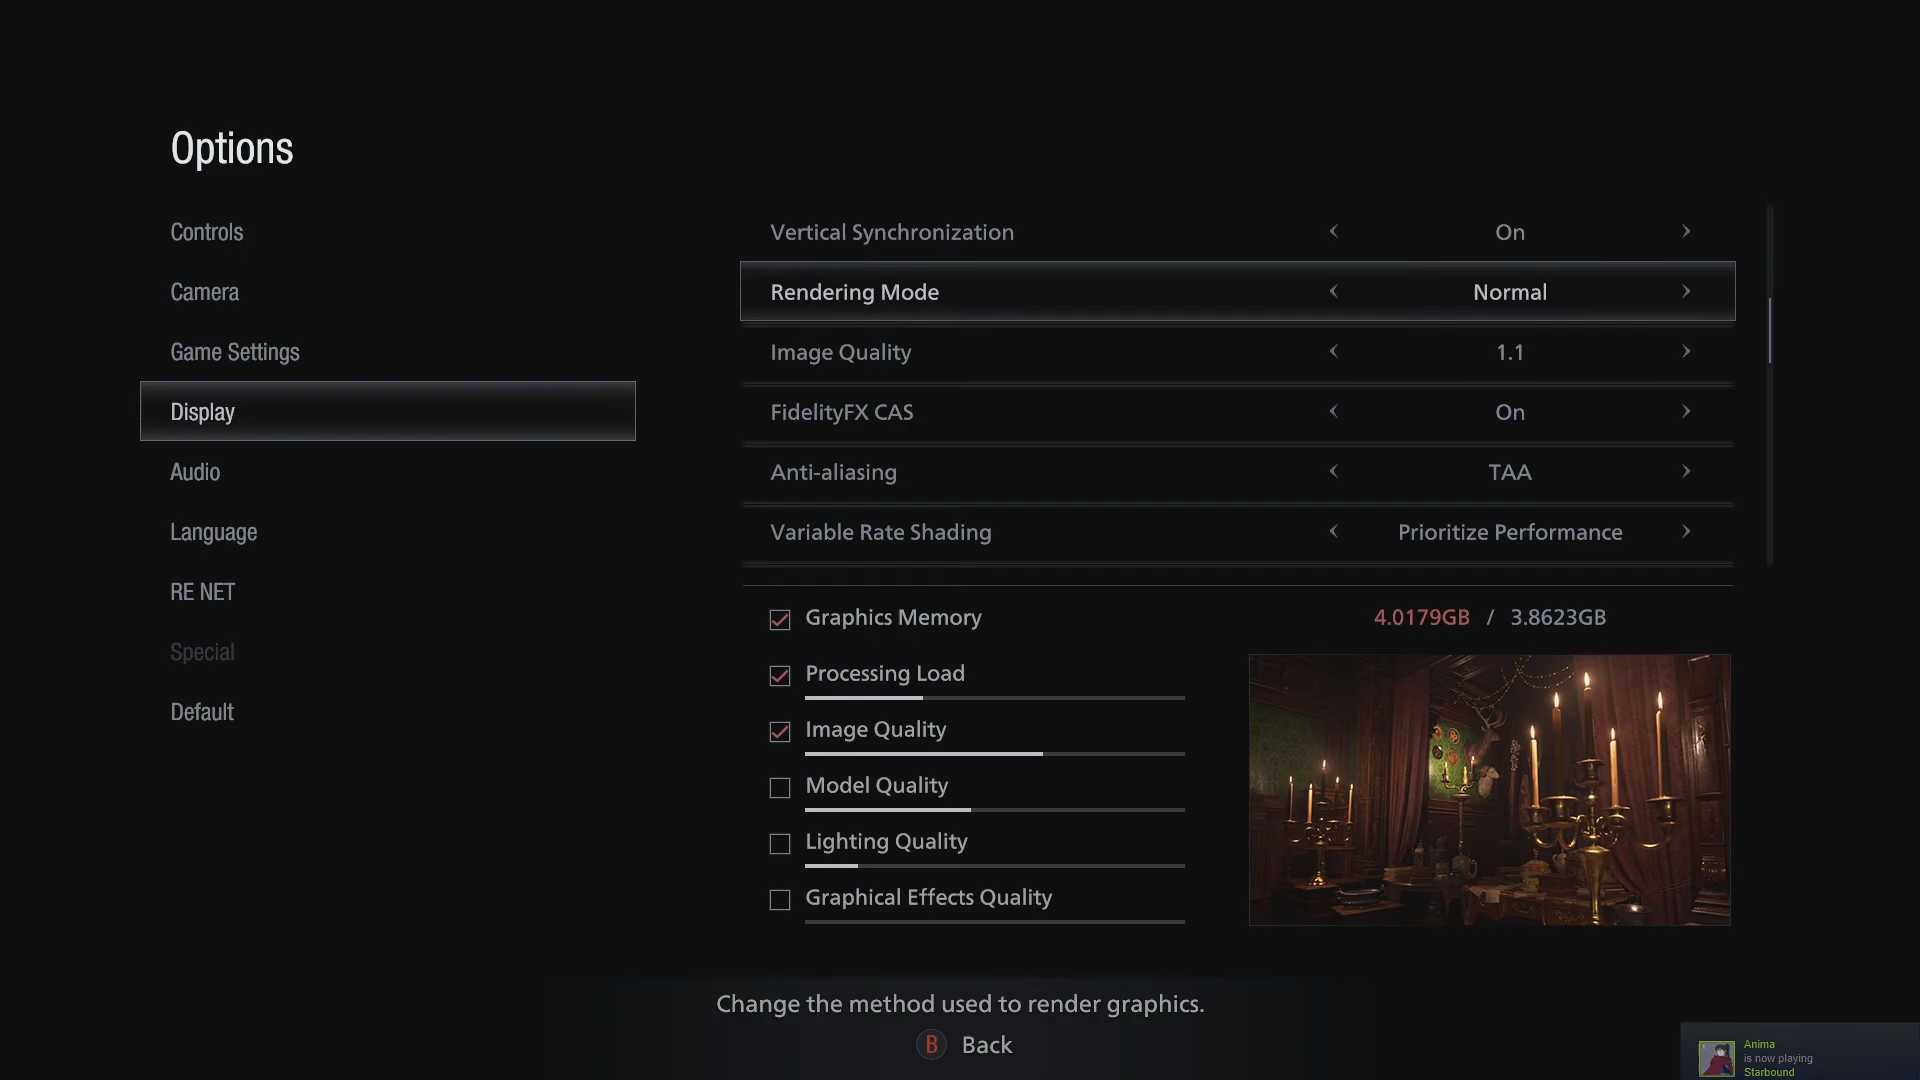 Options
Controls
Camera
Game Settings
Display
Audio
Language
RE NET
Special
Default
Vertical Synchronization On
Rendering Mode Normal
Image Quality 1.1
FidelityFX CAS On
Anti-aliasing TAA
Variable Rate Shading Prioritize Performance
Graphics Memory 4.0179GB / 3.8623GB
Processing Load
Image Quality
Model Quality
Lighting Quality
Graphical Effects Quality
Change the method used to render graphics.
B Back
Anima
is now playing
Starbound